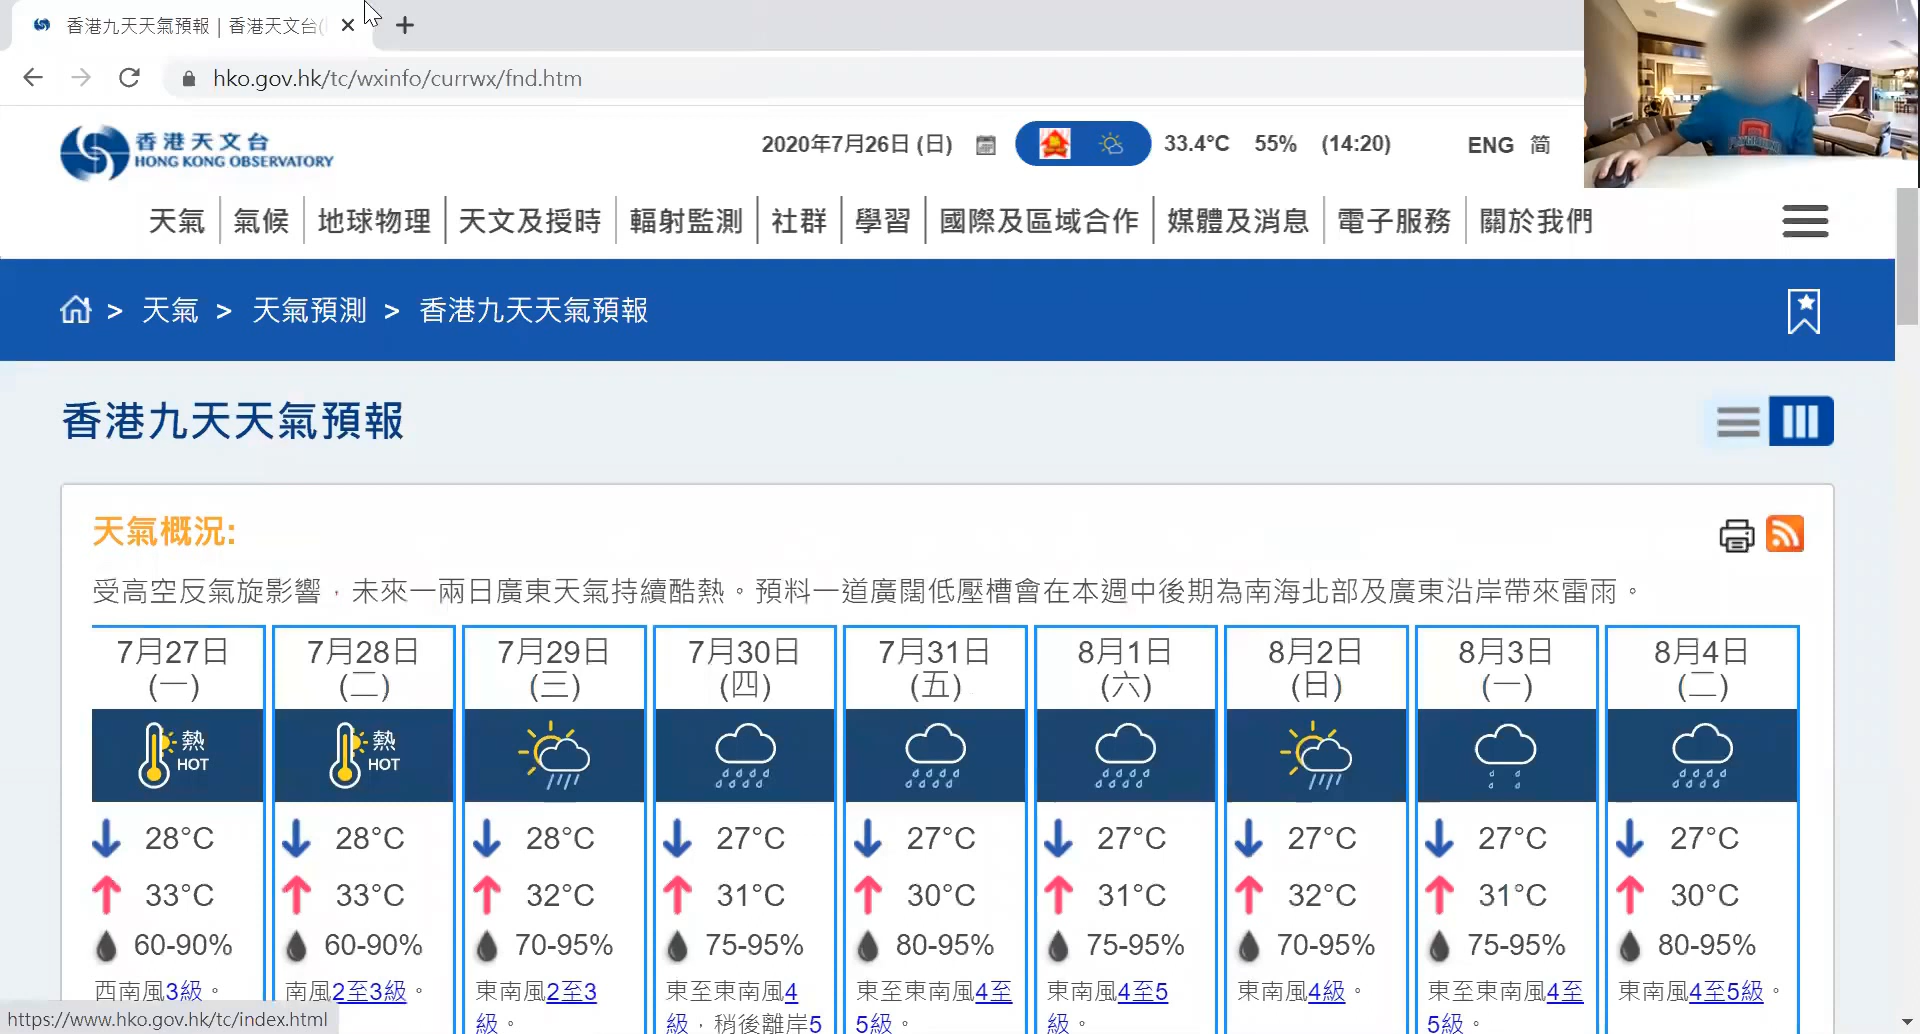 香港九天天氣預報 | 香港天文台(
hko.gov.hk/tc/wxinfo/currwx/fnd.htm
香港天文台
HONG KONG OBSERVATORY
2020年7月26日 (日) 33.4°C 55% (14:20) ENG 简
天氣 氣候 地球物理 天文及授時 輻射監測 社群 學習 國際及區域合作 媒體及消息 電子服務 關於我們
> 天氣 > 天氣預測 > 香港九天天氣預報
香港九天天氣預報
天氣概況:
受高空反氣旋影響，未來一兩日廣東天氣持續酷熱。預料一道廣闊低壓槽會在本週中後期為南海北部及廣東沿岸帶來雷雨。
7月27日 7月28日 7月29日 7月30日 7月31日 8月1日 8月2日 8月3日 8月4日
(一) (二) (三) (四) (五) (六) (日) (一) (二)
熱 熱
HOT HOT
28°C 28°C 28°C 27°C 27°C 27°C 27°C 27°C 27°C
33°C 33°C 32°C 31°C 30°C 31°C 32°C 31°C 30°C
60-90% 60-90% 70-95% 75-95% 80-95% 75-95% 70-95% 75-95% 80-95%
西南風3級。 南風2至3級。 東南風2至3 東至東南風4 東至東南風4至 東南風4至5 東南風4級。 東至東南風4至 東南風4至5級。
級。 級，稍後離岸5 5級。 級。 5級。
https://www.hko.gov.hk/tc/index.html